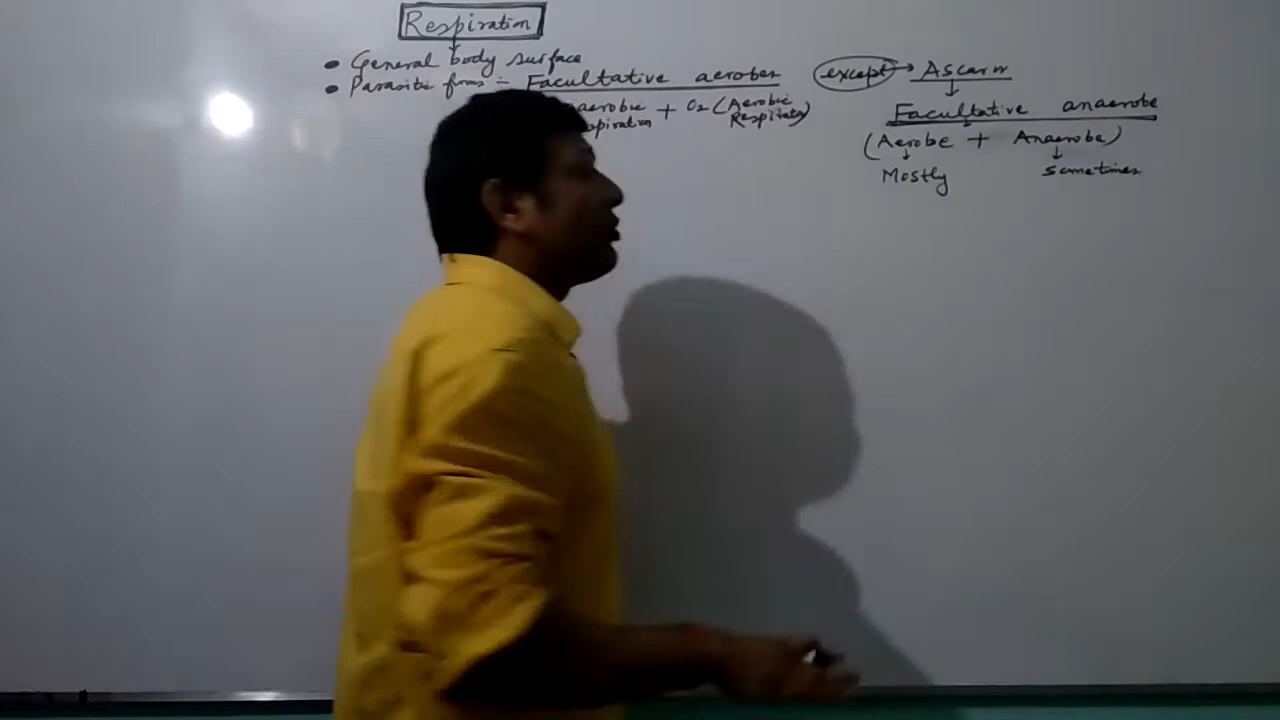 Respiration
• General body surface
• Parasitic forms :- Facultative aerobes
+ O2 (Aerobic Respiration)
except → Ascaris
Facultative anaerobe
(Aerobe + Anaerobe)
Mostly sometimes